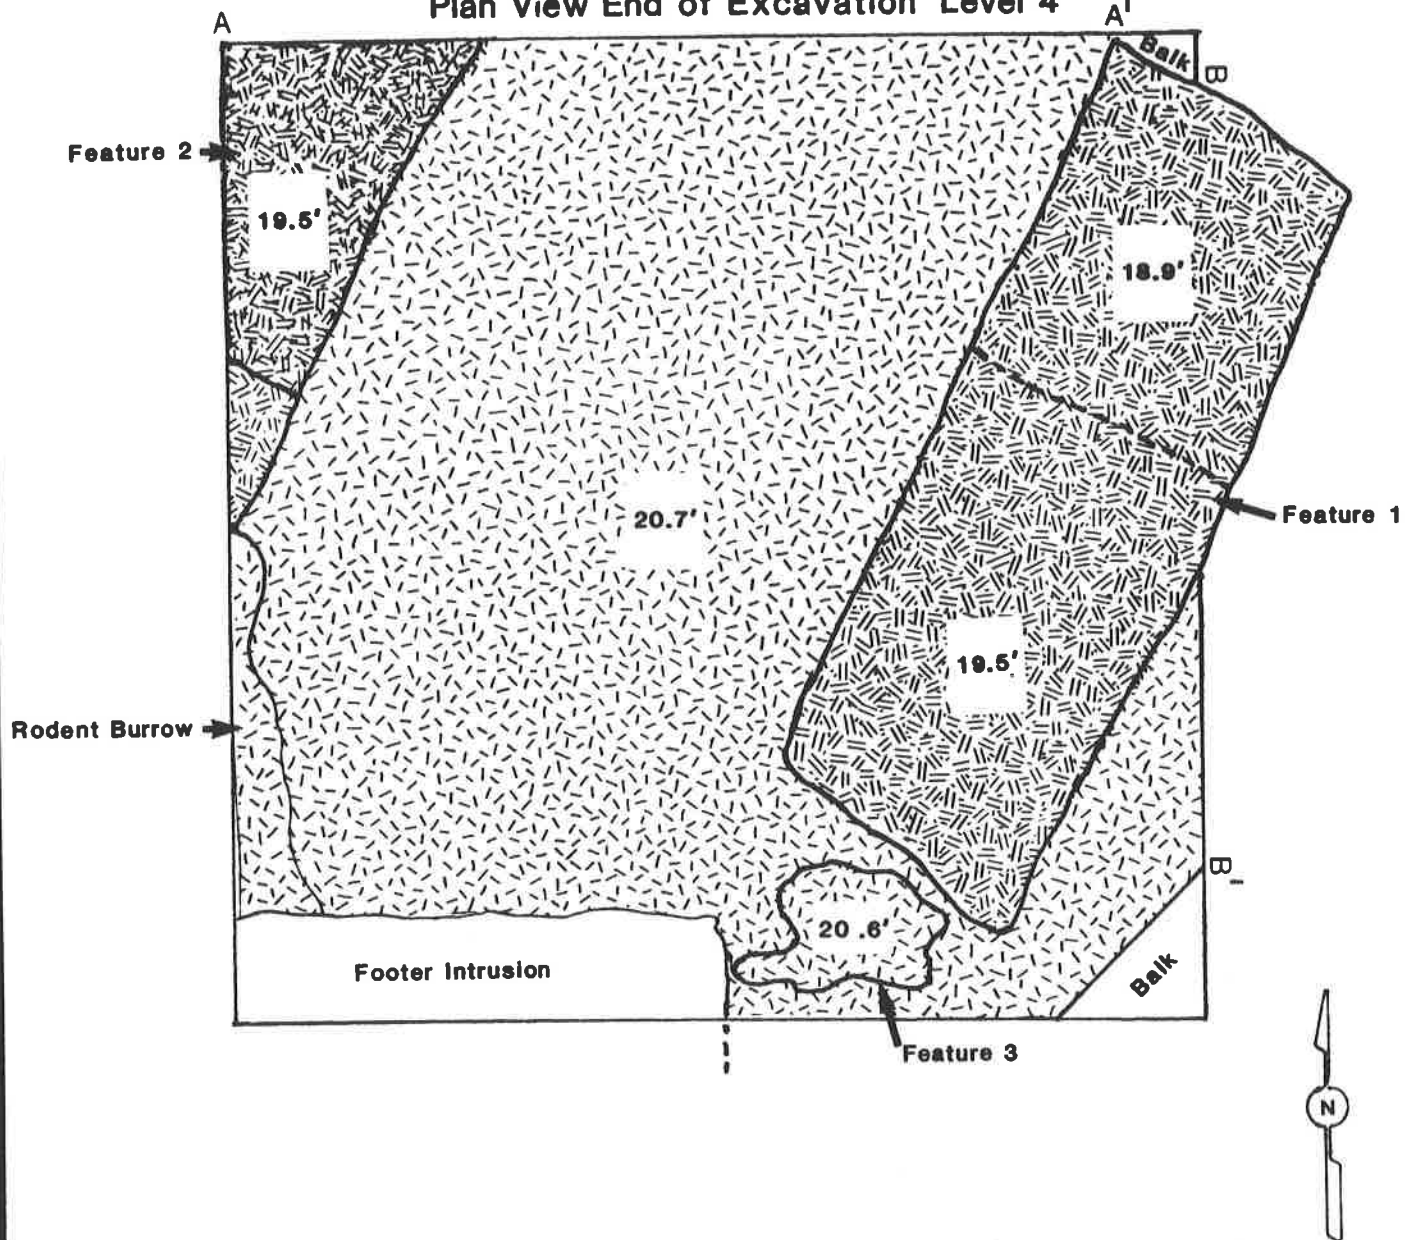 Plan View End of Excavation Level 4
A
A'
Balk
B
Feature 2
19.5'
18.9'
20.7'
Feature 1
19.5'
Rodent Burrow
B'
20.6'
Footer Intrusion
Balk
Feature 3
N